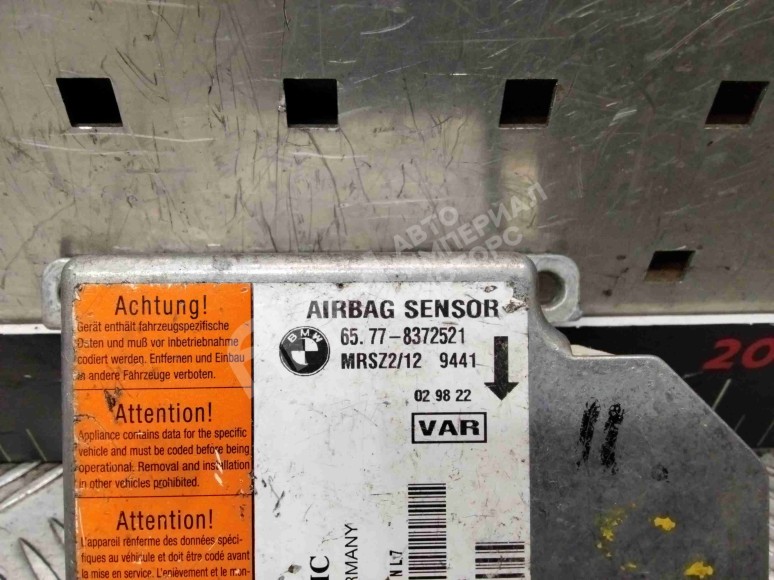 Achtung!
Gerät enthält fahrzeugspezifische
Daten und muß vor Inbetriebnahme
codiert werden. Entfernen und Einbau
in andere Fahrzeuge verboten.
Attention!
Appliance contains data for the specific
vehicle and must be coded before being
operational. Removal and installation
in other vehicles prohibited.
Attention!
L'appareil renferme des données spéci-
fiques au véhicule et doit être codé avant
la mise en service. L'enlèvement et le mon-
AIRBAG SENSOR
BMW
65.77-8372521
MRSZ2/12 9441
02 98 22
VAR
АВТО
ИМПЕРИАЛ
МОТОРС
20
11